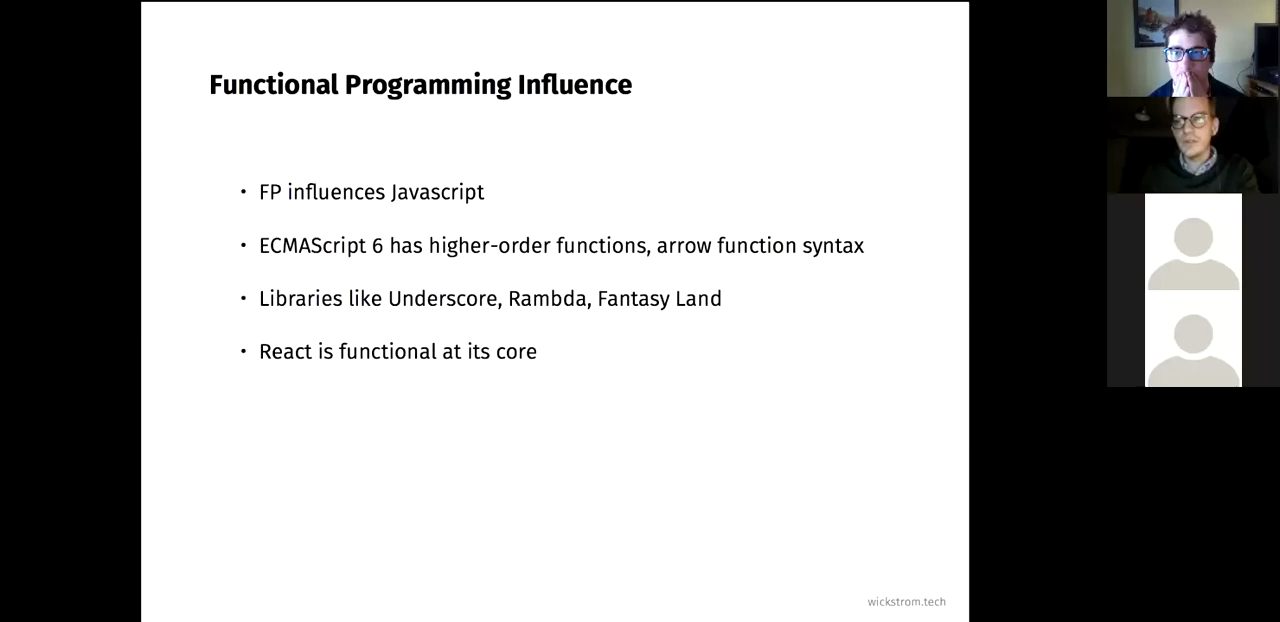 Functional Programming Influence
• FP influences Javascript
• ECMAScript 6 has higher-order functions, arrow function syntax
• Libraries like Underscore, Rambda, Fantasy Land
• React is functional at its core
wickstrom.tech